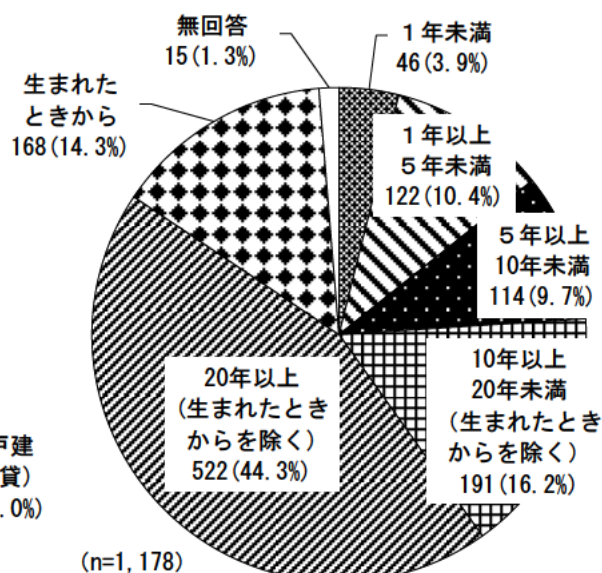 無回答
15(1.3%)
１年未満
46(3.9%)
生まれた
ときから
168(14.3%)
１年以上
５年未満
122(10.4%)
５年以上
10年未満
114(9.7%)
10年以上
20年未満
（生まれたとき
からを除く）
191(16.2%)
20年以上
（生まれたとき
からを除く）
522(44.3%)
戸建
貸）
.0%)
(n=1,178)